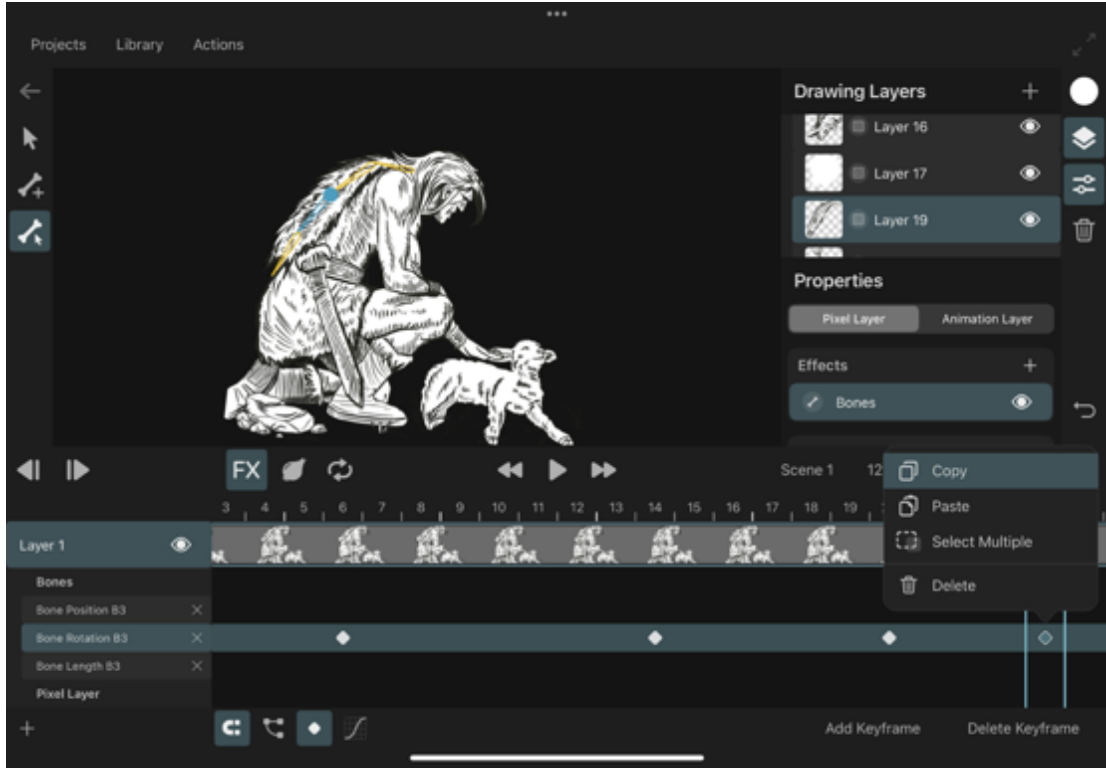 Projects Library Actions
Drawing Layers
Layer 16
Layer 17
Layer 19
Properties
Pixel Layer Animation Layer
Effects
Bones
FX
Scene 1 12
Copy
Paste
Select Multiple
Delete
3 4 5 6 7 8 9 10 11 12 13 14 15 16 17 18 19
Layer 1
Bones
Bone Position B3
Bone Rotation B3
Bone Length B3
Pixel Layer
Add Keyframe Delete Keyframe